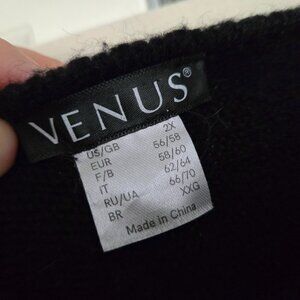 VENUS®
US/GB 2X
EUR 56/58
F/B 58/60
IT 62/64
RU/UA 66/70
BR XXG
Made in China